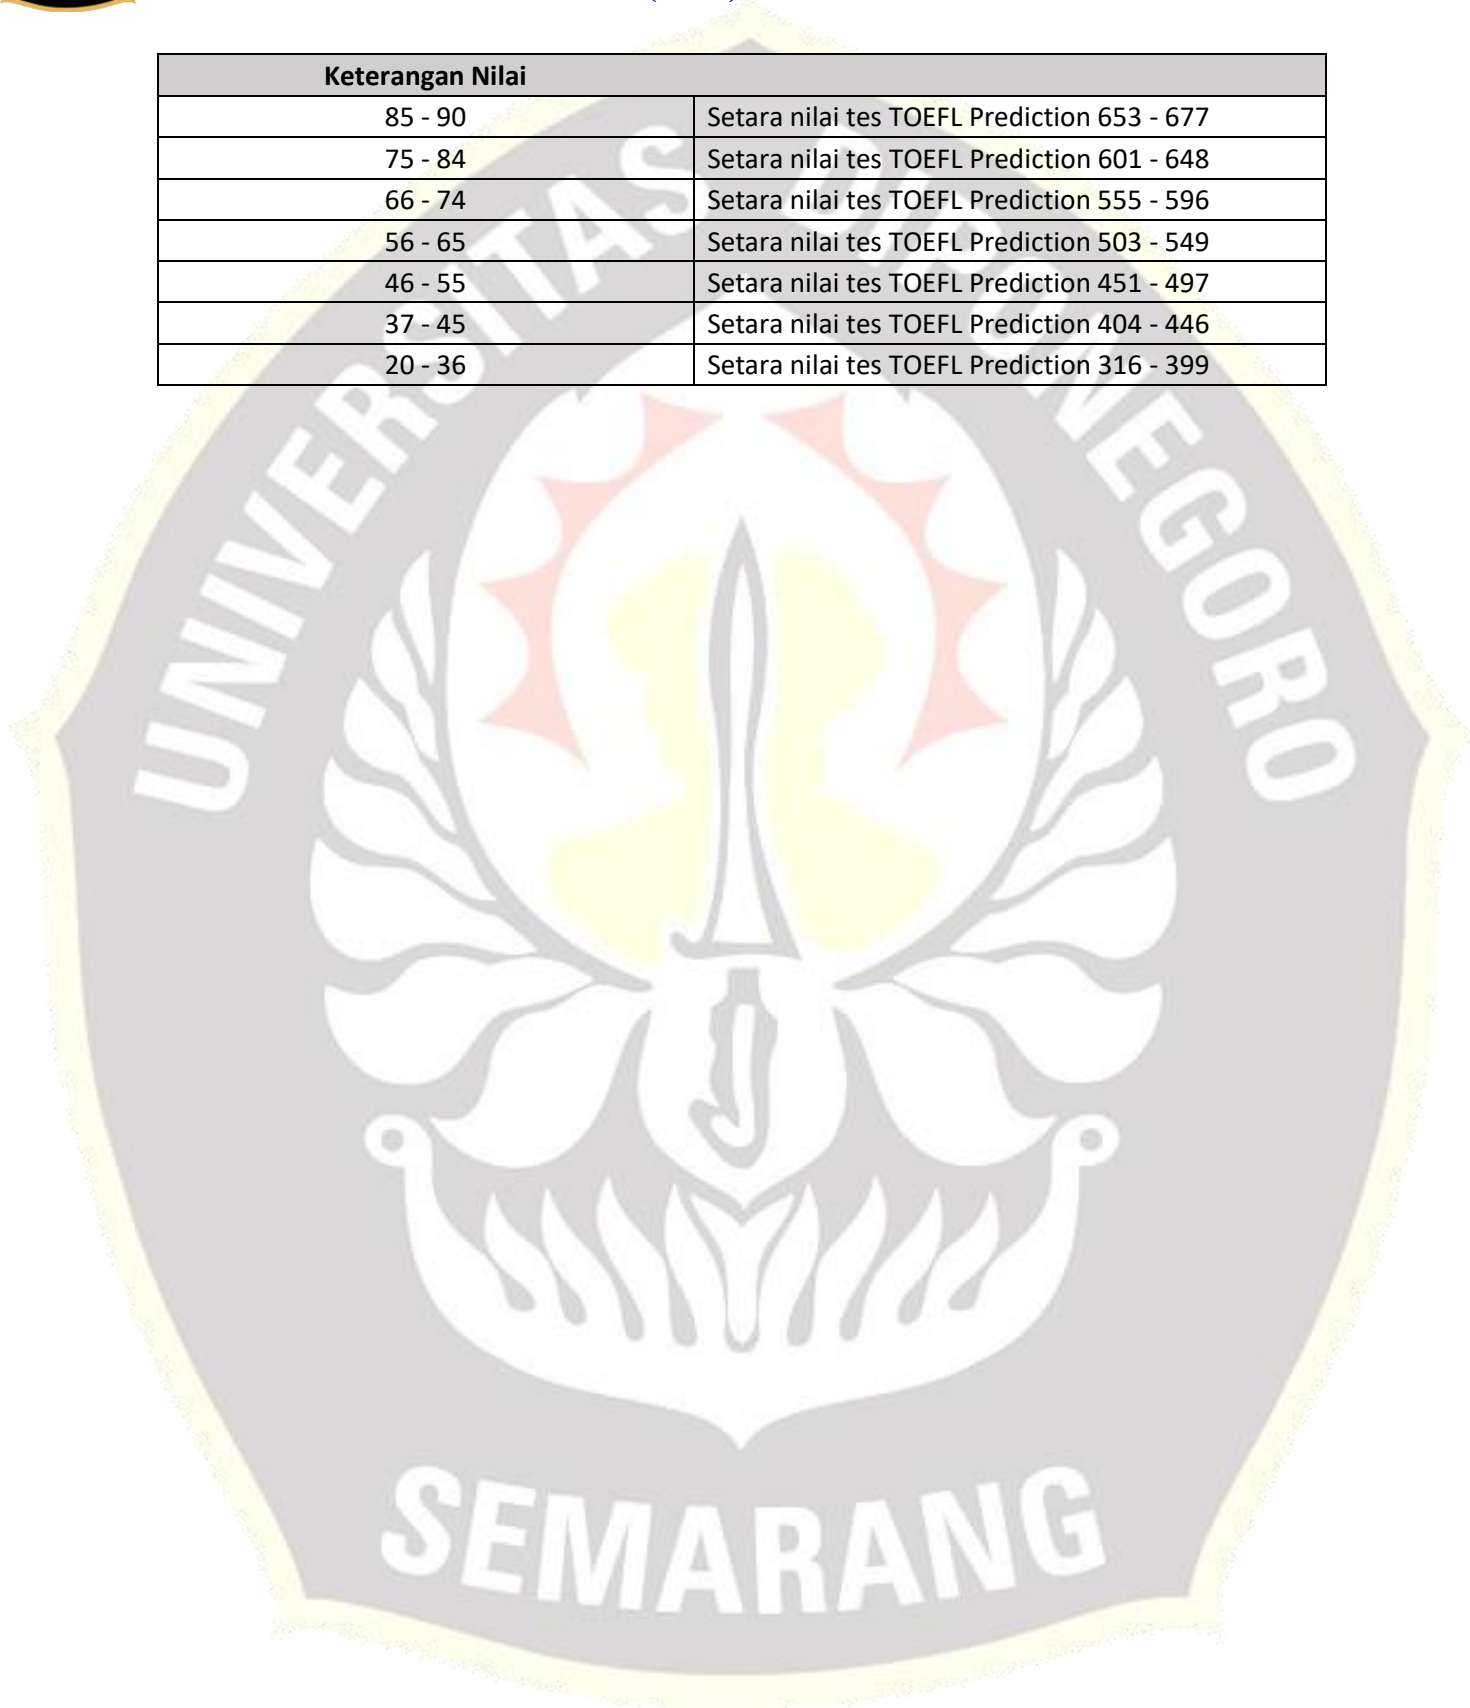 Keterangan Nilai
85 - 90 Setara nilai tes TOEFL Prediction 653 - 677
75 - 84 Setara nilai tes TOEFL Prediction 601 - 648
66 - 74 Setara nilai tes TOEFL Prediction 555 - 596
56 - 65 Setara nilai tes TOEFL Prediction 503 - 549
46 - 55 Setara nilai tes TOEFL Prediction 451 - 497
37 - 45 Setara nilai tes TOEFL Prediction 404 - 446
20 - 36 Setara nilai tes TOEFL Prediction 316 - 399
UNIVERSITAS DIPONEGORO
SEMARANG